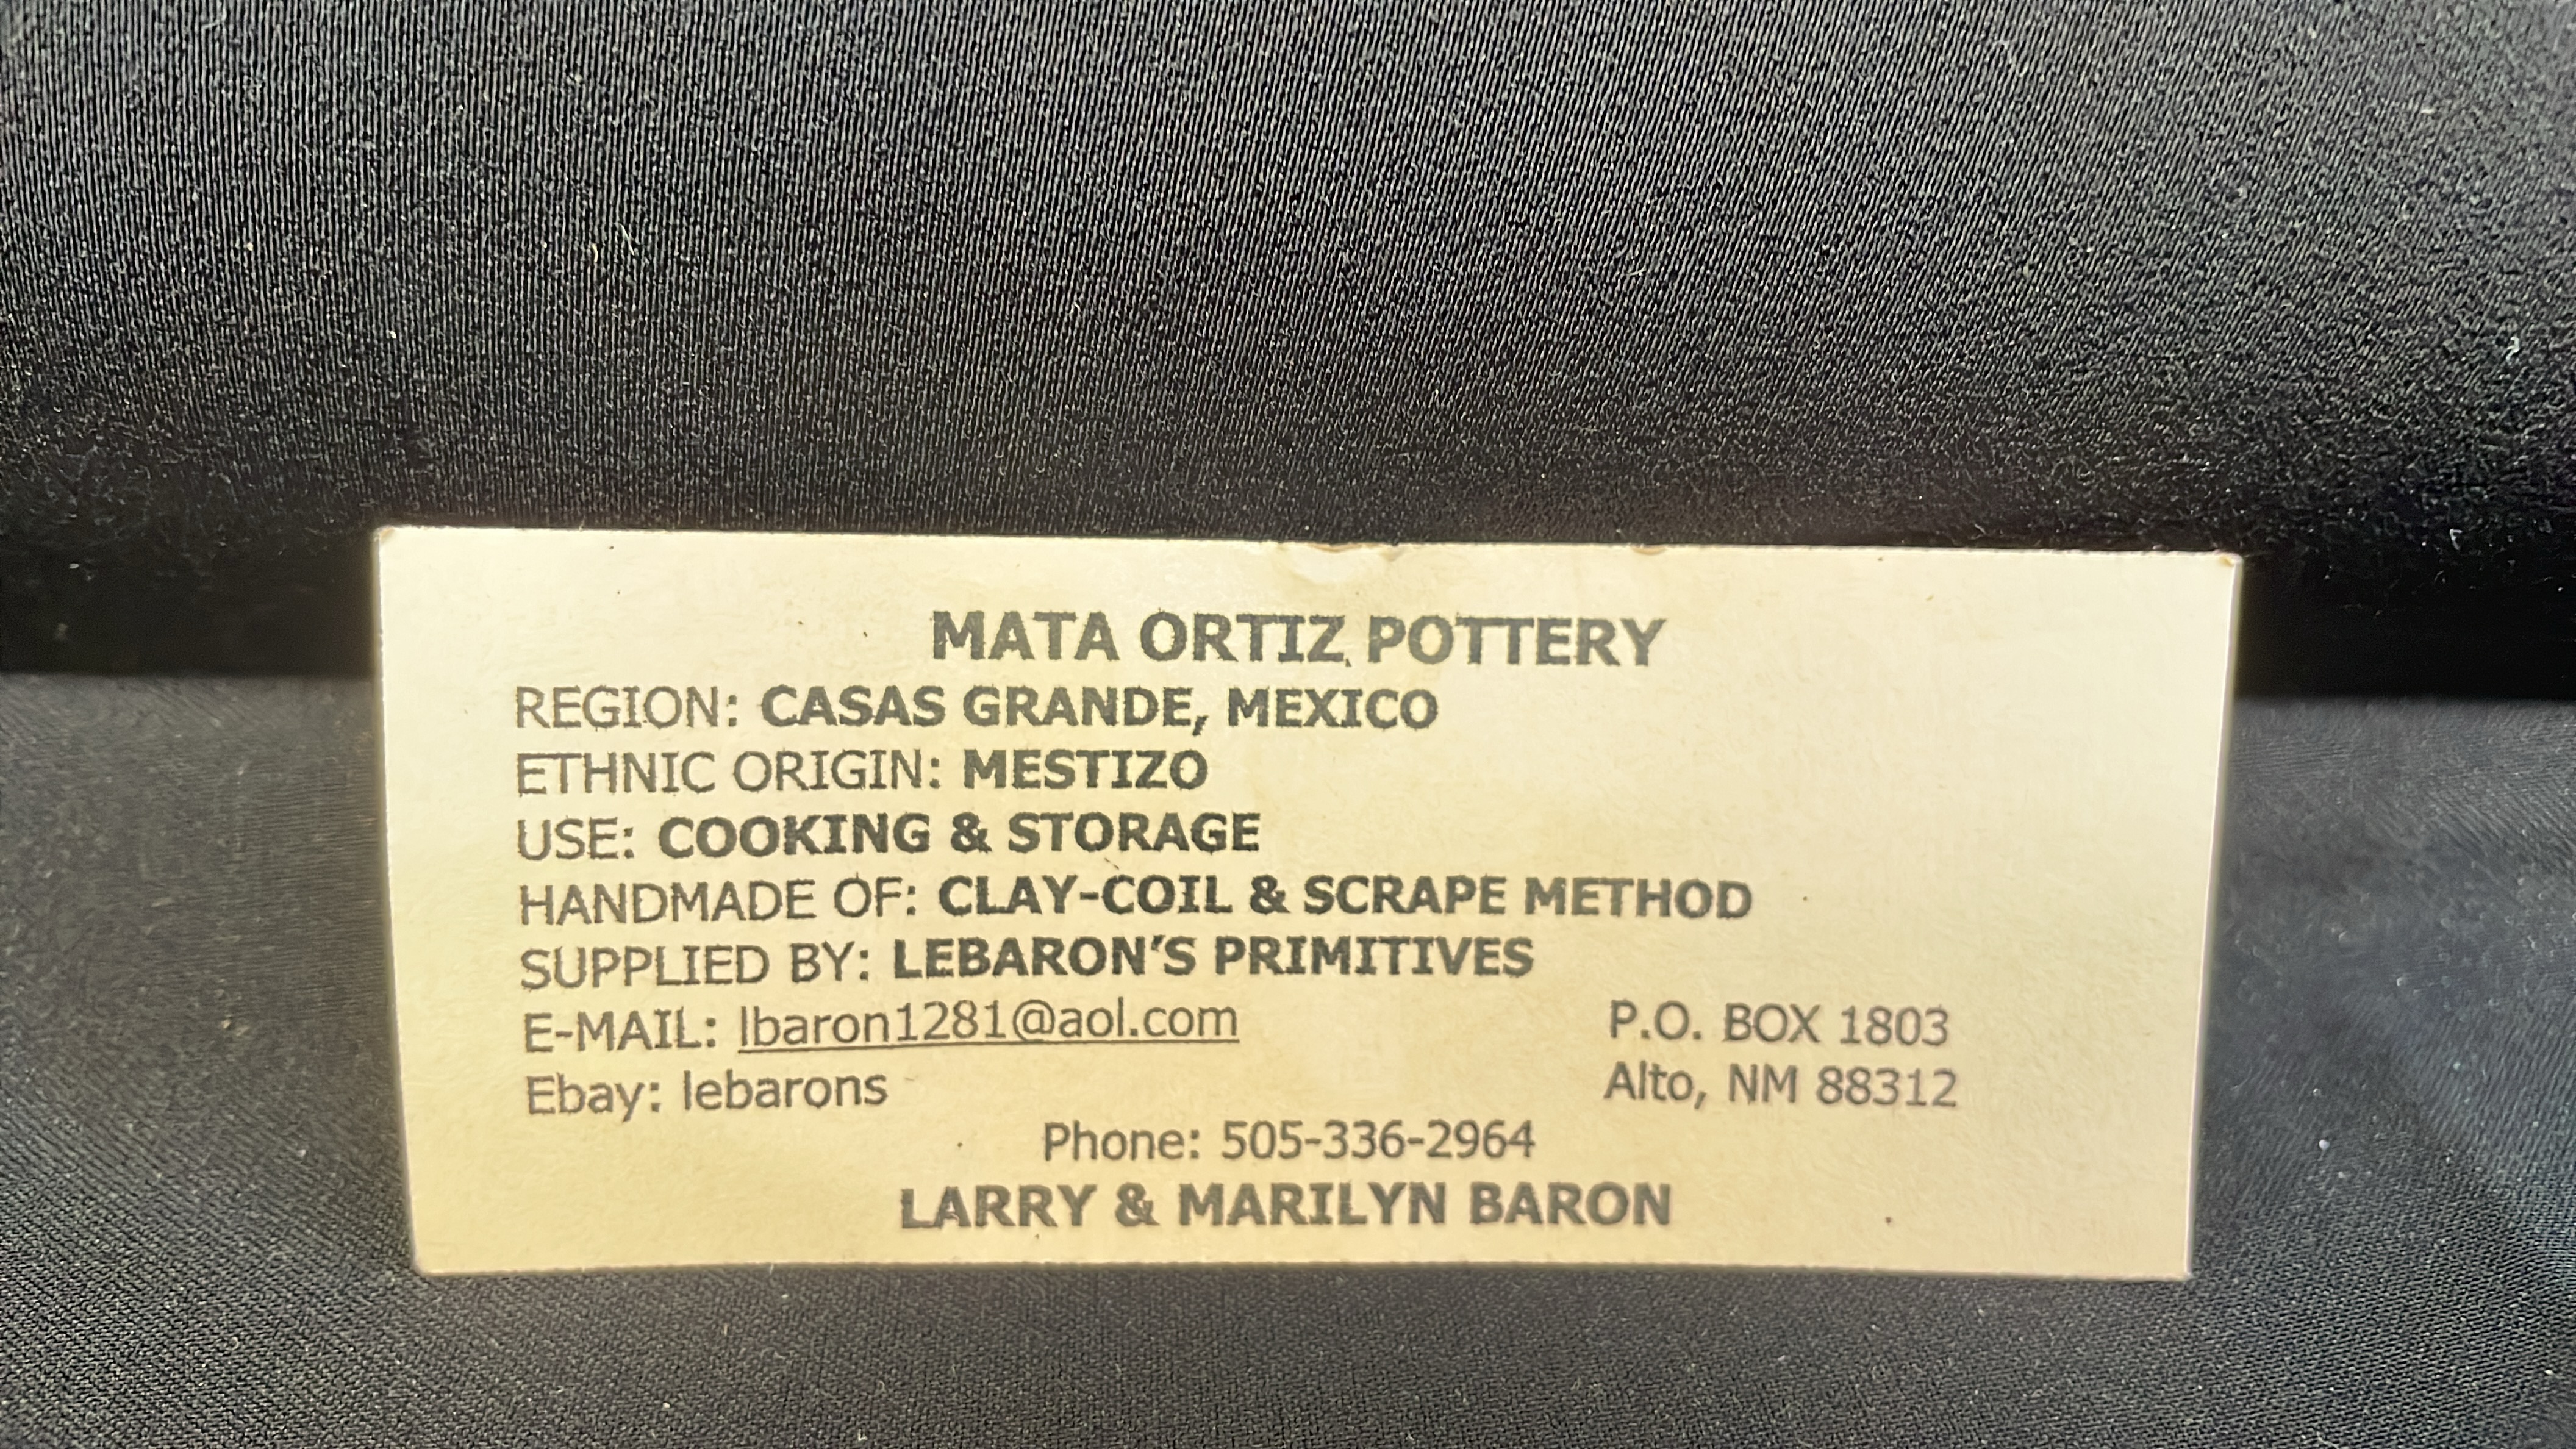 MATA ORTIZ POTTERY
REGION: CASAS GRANDE, MEXICO
ETHNIC ORIGIN: MESTIZO
USE: COOKING & STORAGE
HANDMADE OF: CLAY-COIL & SCRAPE METHOD
SUPPLIED BY: LEBARON'S PRIMITIVES
E-MAIL: lbaron1281@aol.com P.O. BOX 1803
Ebay: lebarons Alto, NM 88312
Phone: 505-336-2964
LARRY & MARILYN BARON